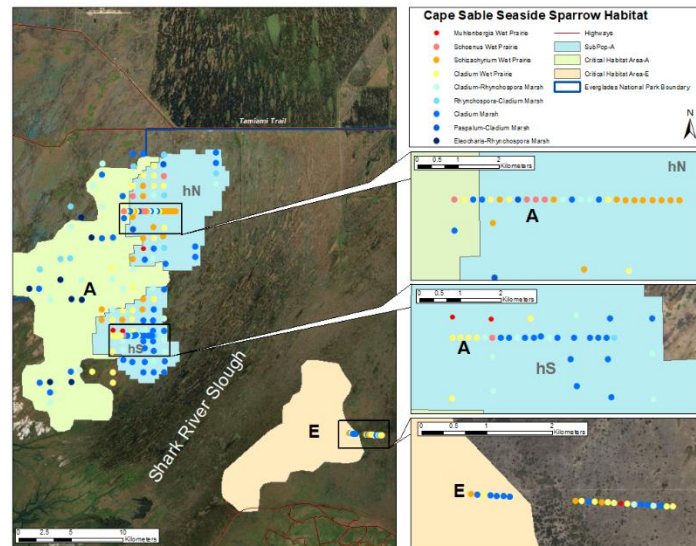 Cape Sable Seaside Sparrow Habitat
Muhlenbergia Wet Prairie
Schoenus Wet Prairie
Schizachyrium Wet Prairie
Cladium Wet Prairie
Cladium-Rhynchospora Marsh
Rhynchospora-Cladium Marsh
Cladium Marsh
Paspalum-Cladium Marsh
Eleocharis-Rhynchospora Marsh
Highways
SubPop-A
Critical Habitat Area-A
Critical Habitat Area-E
Everglades National Park Boundary
N
Tamiami Trail
hN
A
hS
Shark River Slough
E
0 2.5 5 10
Kilometers
0 0.5 1 2
Kilometers
hN
A
0 0.5 1 2
Kilometers
A
hS
0 0.5 1 2
Kilometers
E